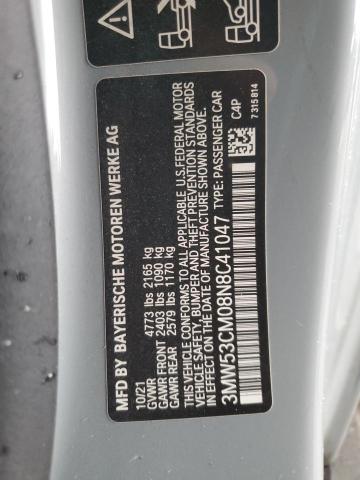 MFD BY BAYERISCHE MOTOREN WERKE AG
10/21
GVWR 4773 lbs 2165 kg
GAWR FRONT 2403 lbs 1090 kg
GAWR REAR 2579 lbs 1170 kg
THIS VEHICLE CONFORMS TO ALL APPLICABLE U.S.FEDERAL MOTOR
VEHICLE SAFETY,BUMPER AND THEFT PREVENTION STANDARDS
IN EFFECT ON THE DATE OF MANUFACTURE SHOWN ABOVE.
TYPE: PASSENGER CAR
3MW53CM08N8C41047
C4P
7 315 814